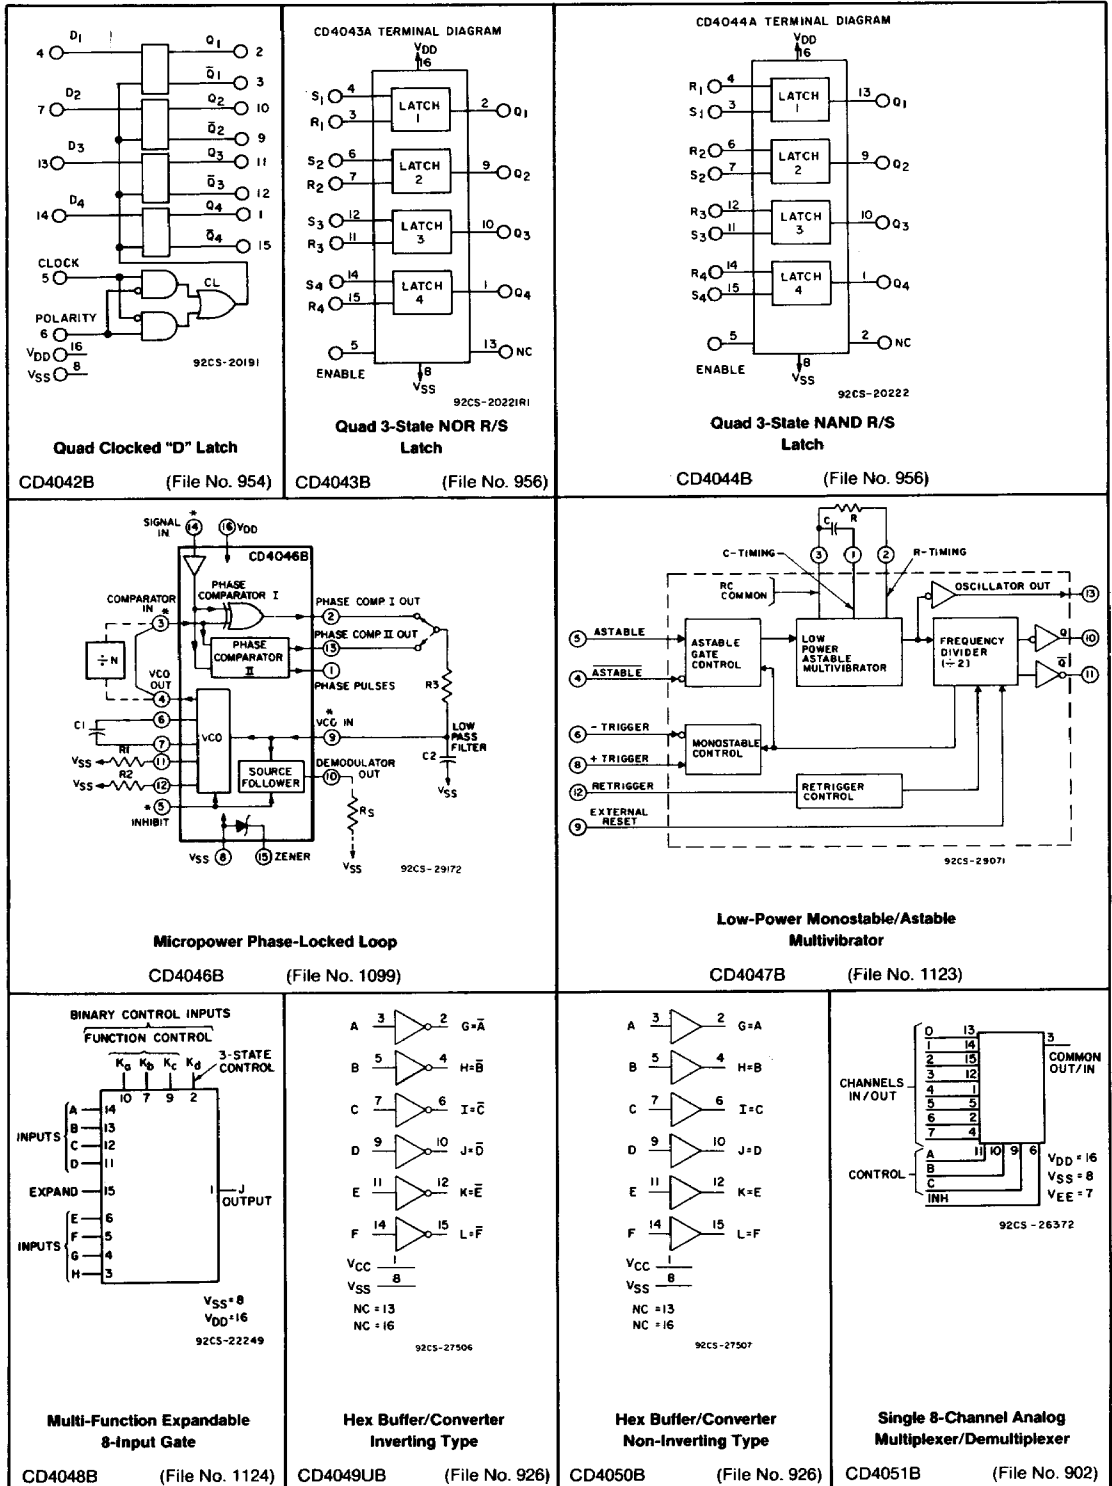 D1
4
Q1
2
Q̄1
3
D2
7
Q2
10
Q̄2
9
D3
13
Q3
11
Q̄3
12
D4
14
Q4
1
Q̄4
15
CLOCK
5
CL
POLARITY
6
VDD 16
VSS 8
92CS-20191
Quad Clocked "D" Latch
CD4042B (File No. 954)
CD4043A TERMINAL DIAGRAM
VDD
16
S1 4
R1 3
LATCH
1
2 Q1
S2 6
R2 7
LATCH
2
9 Q2
S3 12
R3 11
LATCH
3
10 Q3
S4 14
R4 15
LATCH
4
1 Q4
5
ENABLE
13 NC
8
VSS
92CS-20221R1
Quad 3-State NOR R/S
Latch
CD4043B (File No. 956)
CD4044A TERMINAL DIAGRAM
VDD
16
R1 4
S1 3
LATCH
1
13 Q1
R2 6
S2 7
LATCH
2
9 Q2
R3 12
S3 11
LATCH
3
10 Q3
R4 14
S4 15
LATCH
4
1 Q4
5
ENABLE
2 NC
8
VSS
92CS-20222
Quad 3-State NAND R/S
Latch
CD4044B (File No. 956)
SIGNAL
IN
*
14
16 VDD
CD4046B
PHASE
COMPARATOR I
COMPARATOR
IN
3 *
PHASE COMP I OUT
2
PHASE COMP II OUT
13
PHASE
COMPARATOR
II
1
PHASE PULSES
÷ N
VCO
OUT
4
R3
*
VCO IN
9
LOW
PASS
FILTER
C1
6
7
VCO
C2
VSS
VSS R1 11
VSS R2 12
SOURCE
FOLLOWER
DEMODULATOR
OUT
10
RS
VSS
* 5
INHIBIT
VSS 8
15 ZENER
92CS-29172
Micropower Phase-Locked Loop
CD4046B (File No. 1099)
R
C
3
1
2
C-TIMING
R-TIMING
RC
COMMON
OSCILLATOR OUT
13
5 ASTABLE
4 A̅S̅T̅A̅B̅L̅E̅
ASTABLE
GATE
CONTROL
LOW
POWER
ASTABLE
MULTIVIBRATOR
FREQUENCY
DIVIDER
(÷2)
Q
10
Q̄
11
6 - TRIGGER
8 + TRIGGER
MONOSTABLE
CONTROL
12 RETRIGGER
RETRIGGER
CONTROL
9
EXTERNAL
RESET
92CS-29071
Low-Power Monostable/Astable
Multivibrator
CD4047B (File No. 1123)
BINARY CONTROL INPUTS
FUNCTION CONTROL
3-STATE
CONTROL
Ka Kb Kc Kd
10 7 9 2
INPUTS
A 14
B 13
C 12
D 11
EXPAND 15
1 J
OUTPUT
INPUTS
E 6
F 5
G 4
H 3
VSS=8
VDD=16
92CS-22249
Multi-Function Expandable
8-Input Gate
CD4048B (File No. 1124)
A 3 2 G=Ā
B 5 4 H=B̄
C 7 6 I=C̄
D 9 10 J=D̄
E 11 12 K=Ē
F 14 15 L=F̄
VCC 1
VSS 8
NC = 13
NC = 16
92CS-27506
Hex Buffer/Converter
Inverting Type
CD4049UB (File No. 926)
A 3 2 G=A
B 5 4 H=B
C 7 6 I=C
D 9 10 J=D
E 11 12 K=E
F 14 15 L=F
VCC 1
VSS 8
NC = 13
NC = 16
92CS-27507
Hex Buffer/Converter
Non-Inverting Type
CD4050B (File No. 926)
CHANNELS
IN/OUT
0 13
1 14
2 15
3 12
4 1
5 5
6 2
7 4
3
COMMON
OUT/IN
CONTROL
A
B
C
INH
11 10 9 6
VDD = 16
VSS = 8
VEE = 7
92CS-26372
Single 8-Channel Analog
Multiplexer/Demultiplexer
CD4051B (File No. 902)